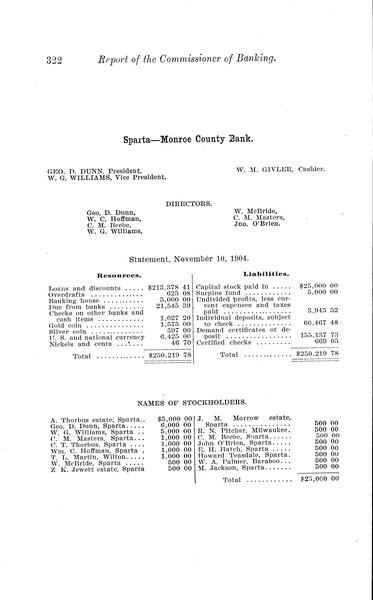 322 Report of the Commissioner of Banking.
Sparta—Monroe County Bank.
GEO. D. DUNN, President.
W. G. WILLIAMS, Vice President.
W. M. GIVLER, Cashier.
DIRECTORS.
Geo. D. Dunn,
W. C. Hoffman,
C. M. Beebe,
W. G. Williams,
W. McBride,
C. M. Masters,
Jno. O'Brien.
Statement, November 10, 1904.
Resources.
Loans and discounts ..... $213,378 41
Overdrafts .............. 625 08
Banking house ........... 5,000 00
Due from banks .......... 21,545 39
Checks on other banks and
cash items ............ 1,027 20
Gold coin ............... 1,575 00
Silver coin ............. 597 00
U. S. and national currency 6,425 00
Nickels and cents ....... 46 70
Total .............. $250,219 78
Liabilities.
Capital stock paid in ..... $25,000 00
Surplus fund ........... 5,000 00
Undivided profits, less cur-
rent expenses and taxes
paid ................. 3,945 52
Individual deposits, subject
to check .............. 60,467 48
Demand certificates of de-
posit ................. 155,137 73
Certified checks ......... 669 05
Total ............ $250,219 78
NAMES OF STOCKHOLDERS.
A. Thorbus estate, Sparta.. $5,000 00
Geo. D. Dunn, Sparta..... 6,000 00
W. G. Williams, Sparta .. 5,000 00
C. M. Masters, Sparta... 1,000 00
C. T. Thorbus, Sparta .... 1,000 00
Wm. C. Hoffman, Sparta . 1,000 00
T. L. Martin, Wilton..... 1,000 00
W. McBride, Sparta ..... 500 00
Z K. Jewett estate, Sparta 500 00
J. M. Morrow estate,
Sparta ............... 500 00
R. N. Pitcher, Milwaukee. 500 00
C. M. Beebe, Sparta...... 500 00
John O'Brien, Sparta..... 500 00
E. H. Hatch, Sparta ..... 500 00
Howard Teasdale, Sparta. 500 00
W. A. Palmer, Baraboo... 500 00
M. Jackson, Sparta....... 500 00
Total ............ $25,000 00